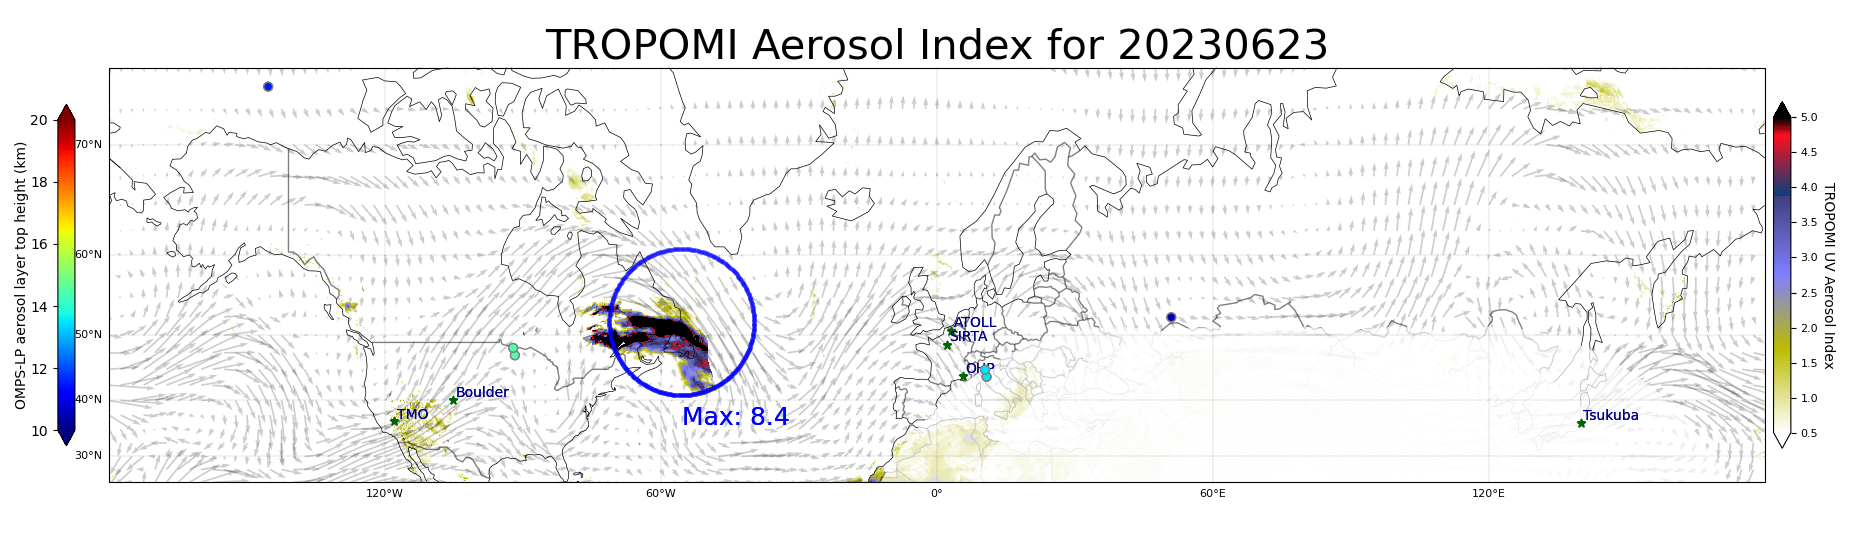 TROPOMI Aerosol Index for 20230623
OMPS-LP aerosol layer top height (km)
20
18
16
14
12
10
70°N
60°N
50°N
40°N
30°N
120°W
60°W
0°
60°E
120°E
ATOLL
SIRTA
OHP
Boulder
TMO
Tsukuba
Max: 8.4
5.0
4.5
4.0
3.5
3.0
2.5
2.0
1.5
1.0
0.5
TROPOMI UV Aerosol Index